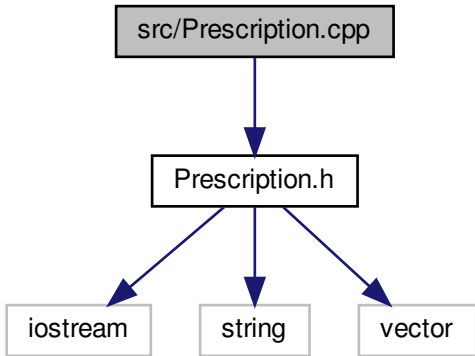 src/Prescription.cpp
Prescription.h
iostream
string
vector